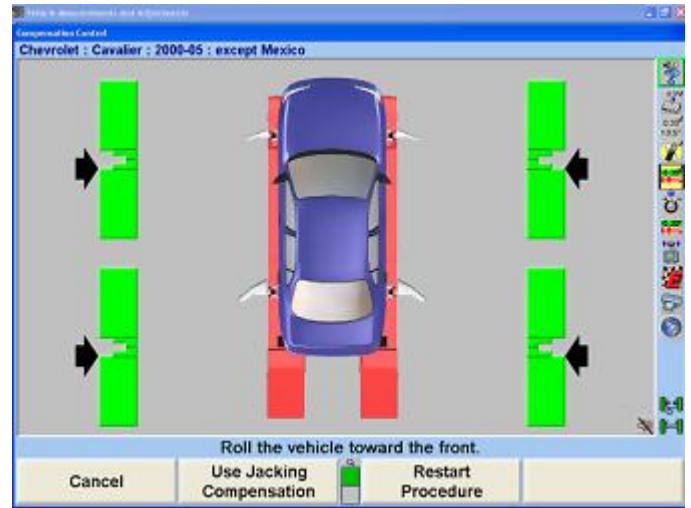 Compensation Control
Chevrolet : Cavalier : 2000-05 : except Mexico
Roll the vehicle toward the front.
Cancel
Use Jacking
Compensation
Restart
Procedure